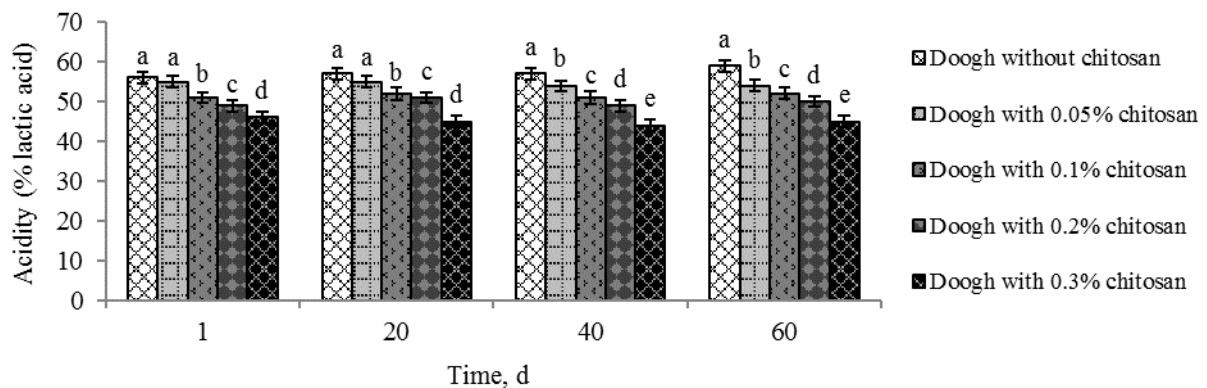 70
60
50
40
30
20
10
0
Acidity (% lactic acid)
a a b c d
a a b c d
a b c d e
a b c d e
1 20 40 60
Time, d
Doogh without chitosan
Doogh with 0.05% chitosan
Doogh with 0.1% chitosan
Doogh with 0.2% chitosan
Doogh with 0.3% chitosan